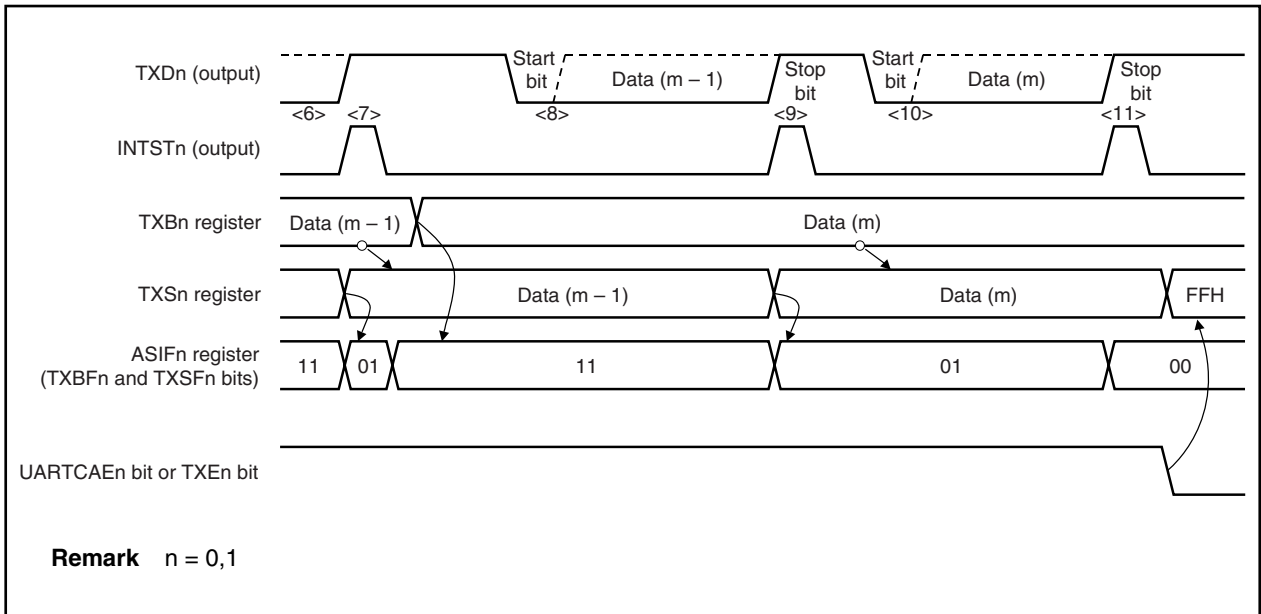 TXDn (output)
Start
bit
Data (m – 1)
Stop
bit
Start
bit
Data (m)
Stop
bit
<6> <7> <8> <9> <10> <11>
INTSTn (output)
TXBn register
Data (m – 1)
Data (m)
TXSn register
Data (m – 1)
Data (m)
FFH
ASIFn register
(TXBFn and TXSFn bits)
11 01 11 01 00
UARTCAEn bit or TXEn bit
Remark n = 0,1